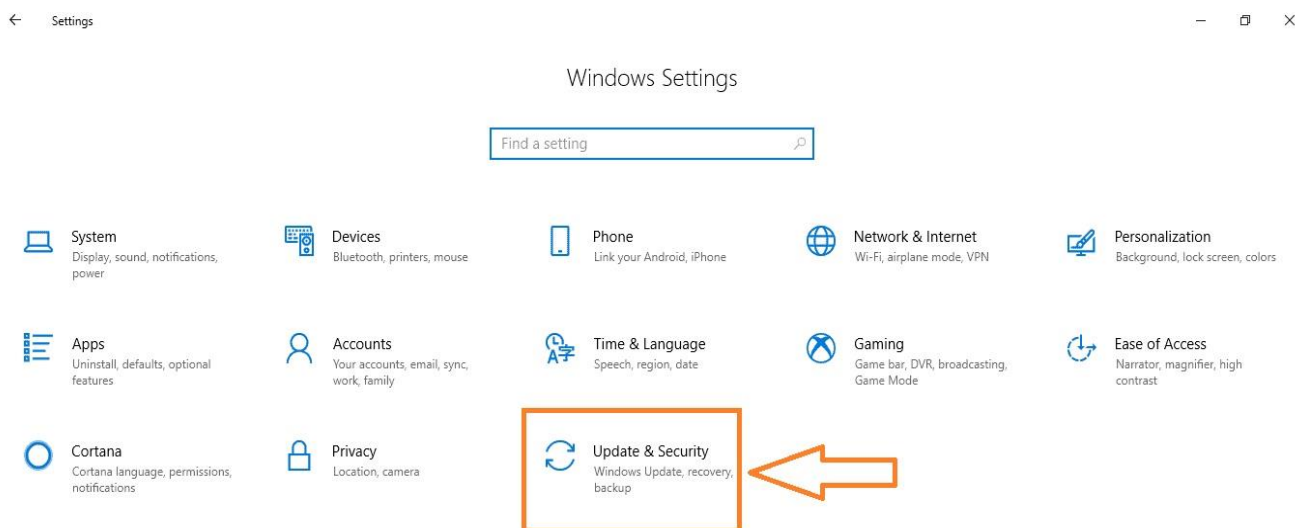 Settings
Windows Settings
Find a setting
System
Display, sound, notifications,
power
Devices
Bluetooth, printers, mouse
Phone
Link your Android, iPhone
Network & Internet
Wi-Fi, airplane mode, VPN
Personalization
Background, lock screen, colors
Apps
Uninstall, defaults, optional
features
Accounts
Your accounts, email, sync,
work, family
Time & Language
Speech, region, date
Gaming
Game bar, DVR, broadcasting,
Game Mode
Ease of Access
Narrator, magnifier, high
contrast
Cortana
Cortana language, permissions,
notifications
Privacy
Location, camera
Update & Security
Windows Update, recovery,
backup